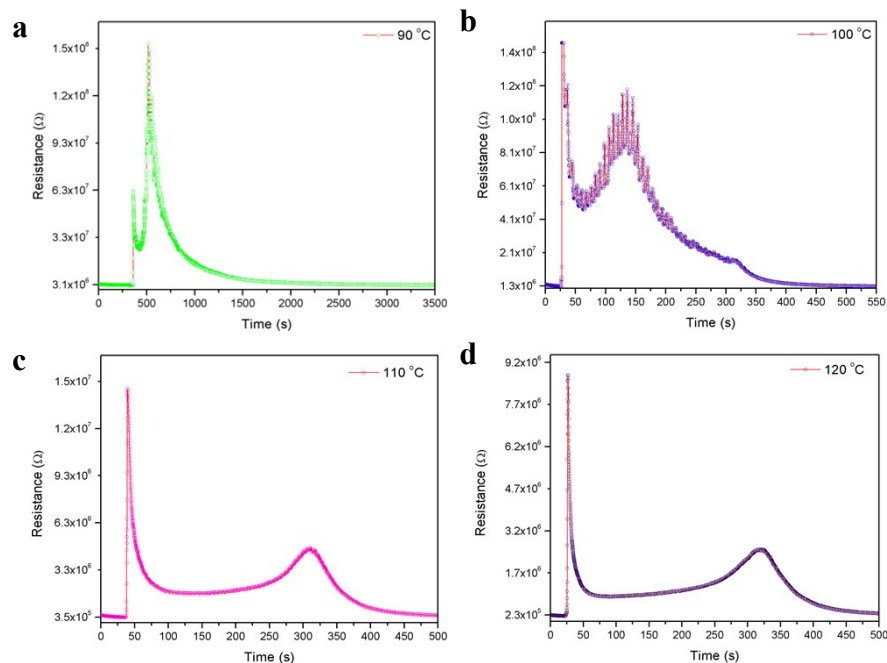 a
90 °C
1.5x10⁸
1.2x10⁸
9.3x10⁷
6.3x10⁷
3.3x10⁷
3.1x10⁶
Resistance (Ω)
0 500 1000 1500 2000 2500 3000 3500
Time (s)
b
100 °C
1.4x10⁸
1.2x10⁸
1.0x10⁸
8.1x10⁷
6.1x10⁷
4.1x10⁷
2.1x10⁷
1.3x10⁶
Resistance (Ω)
0 50 100 150 200 250 300 350 400 450 500 550
Time (s)
c
110 °C
1.5x10⁷
1.2x10⁷
9.3x10⁶
6.3x10⁶
3.3x10⁶
3.5x10⁵
Resistance (Ω)
0 50 100 150 200 250 300 350 400 450 500
Time (s)
d
120 °C
9.2x10⁶
7.7x10⁶
6.2x10⁶
4.7x10⁶
3.2x10⁶
1.7x10⁶
2.3x10⁵
Resistance (Ω)
0 50 100 150 200 250 300 350 400 450 500
Time (s)